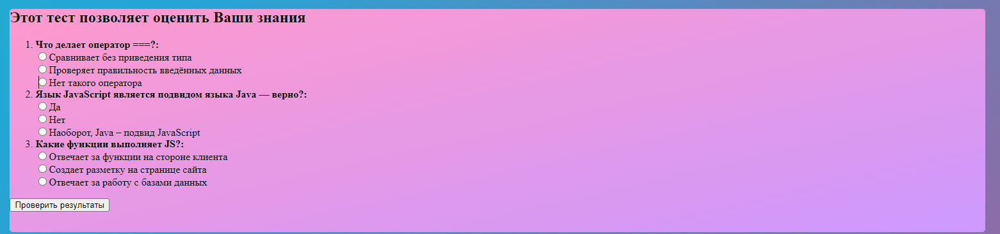 Этот тест позволяет оценить Ваши знания
1. Что делает оператор ===?:
Сравнивает без приведения типа
Проверяет правильность введённых данных
Нет такого оператора
2. Язык JavaScript является подвидом языка Java — верно?:
Да
Нет
Наоборот, Java – подвид JavaScript
3. Какие функции выполняет JS?:
Отвечает за функции на стороне клиента
Создает разметку на странице сайта
Отвечает за работу с базами данных
Проверить результаты